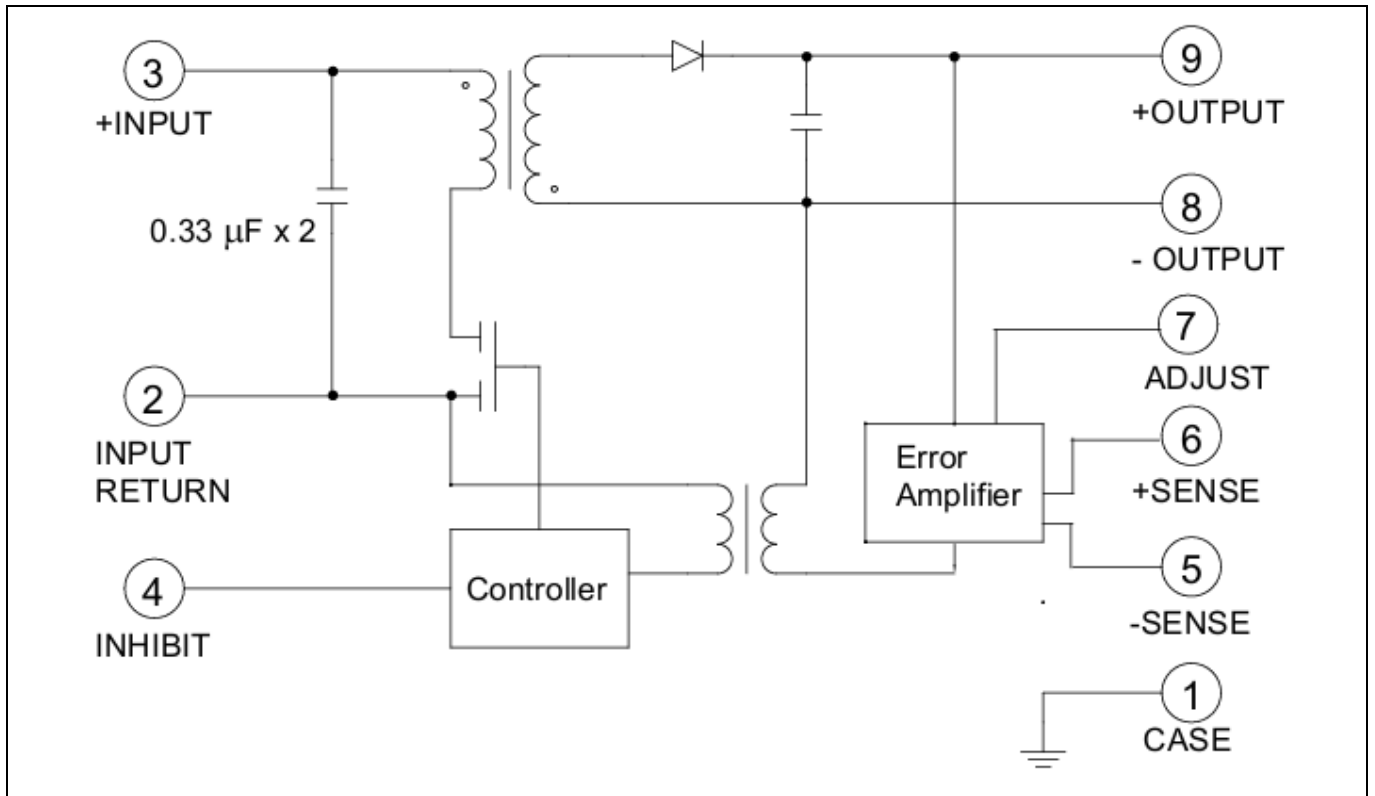 3
+INPUT
0.33 μF x 2
2
INPUT
RETURN
4
INHIBIT
Controller
Error
Amplifier
9
+OUTPUT
8
- OUTPUT
7
ADJUST
6
+SENSE
5
-SENSE
1
CASE